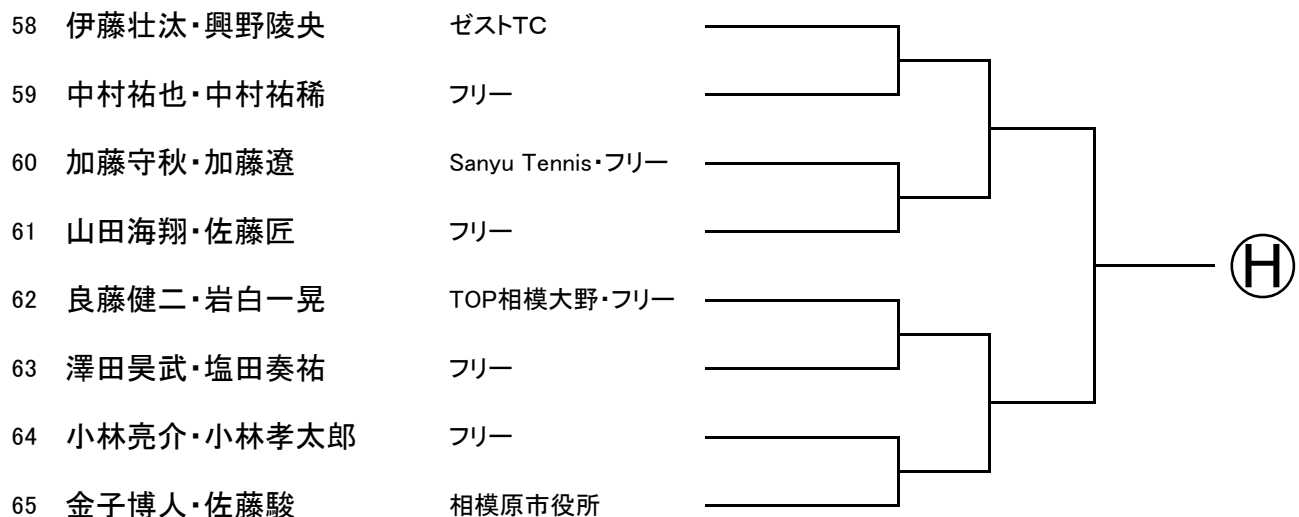 58 伊藤壮汰・興野陵央 ゼストTC
59 中村祐也・中村祐稀 フリー
60 加藤守秋・加藤遼 Sanyu Tennis・フリー
61 山田海翔・佐藤匠 フリー
Ⓗ
62 良藤健二・岩白一晃 TOP相模大野・フリー
63 澤田昊武・塩田奏祐 フリー
64 小林亮介・小林孝太郎 フリー
65 金子博人・佐藤駿 相模原市役所